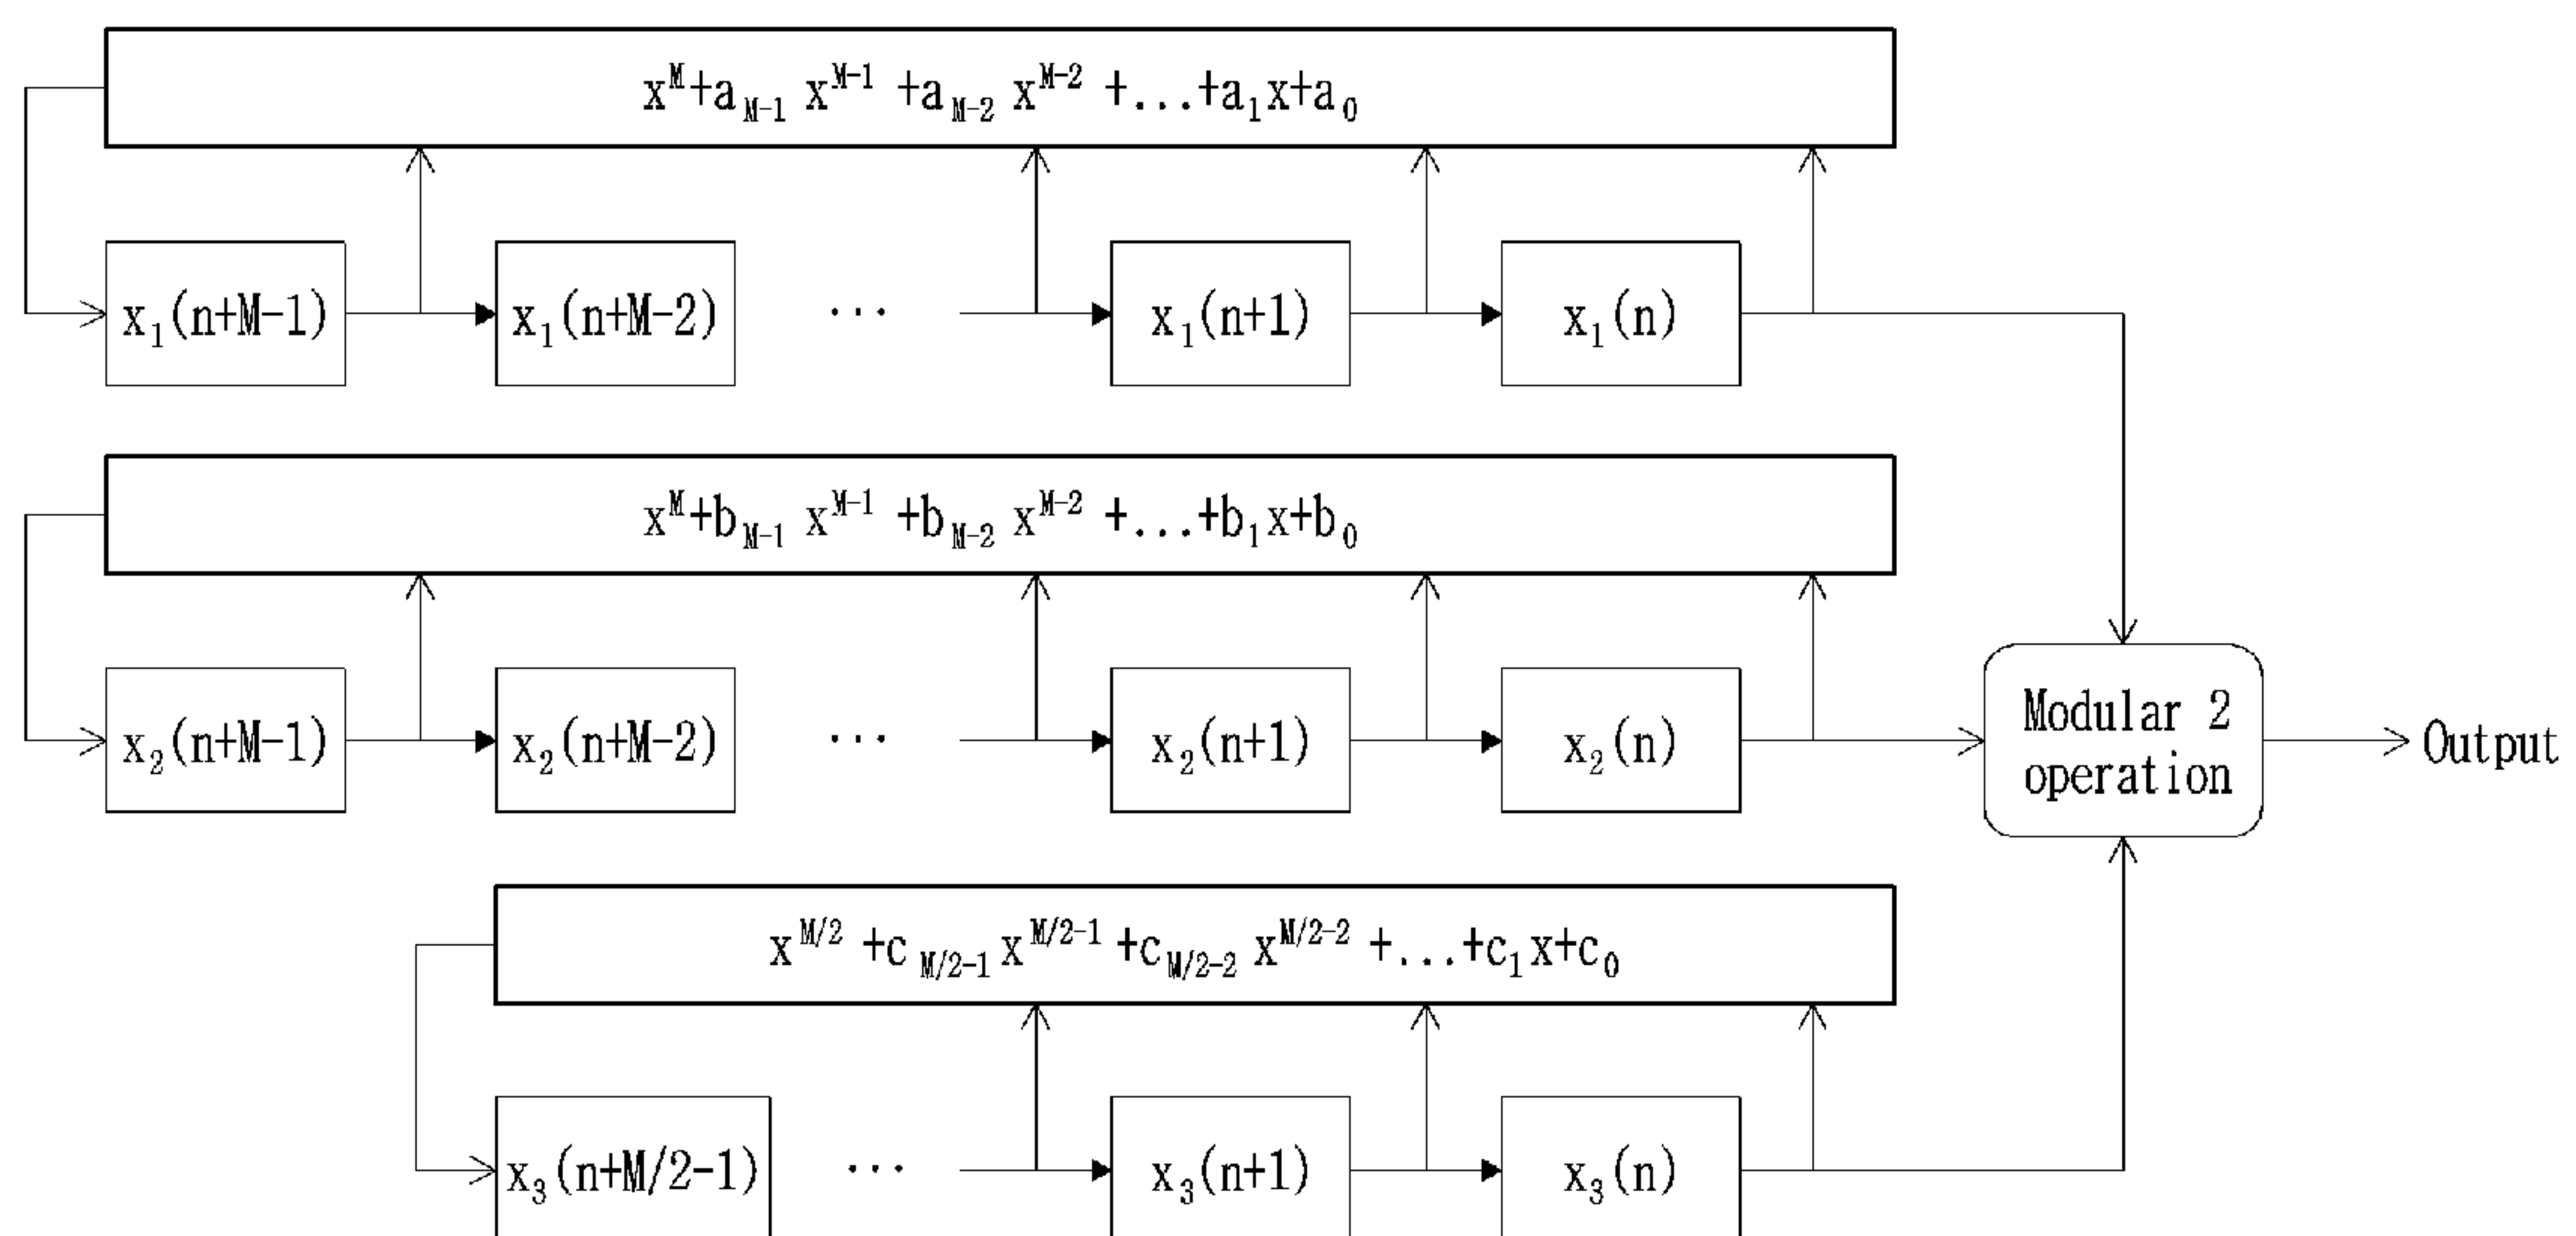 x^M+a_{M-1} x^{M-1} +a_{M-2} x^{M-2} +...+a_1x+a_0
x_1(n+M-1) x_1(n+M-2) ... x_1(n+1) x_1(n)
x^M+b_{M-1} x^{M-1} +b_{M-2} x^{M-2} +...+b_1x+b_0
x_2(n+M-1) x_2(n+M-2) ... x_2(n+1) x_2(n)
Modular 2
operation
Output
x^{M/2} +c_{M/2-1} x^{M/2-1} +c_{M/2-2} x^{M/2-2} +...+c_1x+c_0
x_3(n+M/2-1) ... x_3(n+1) x_3(n)